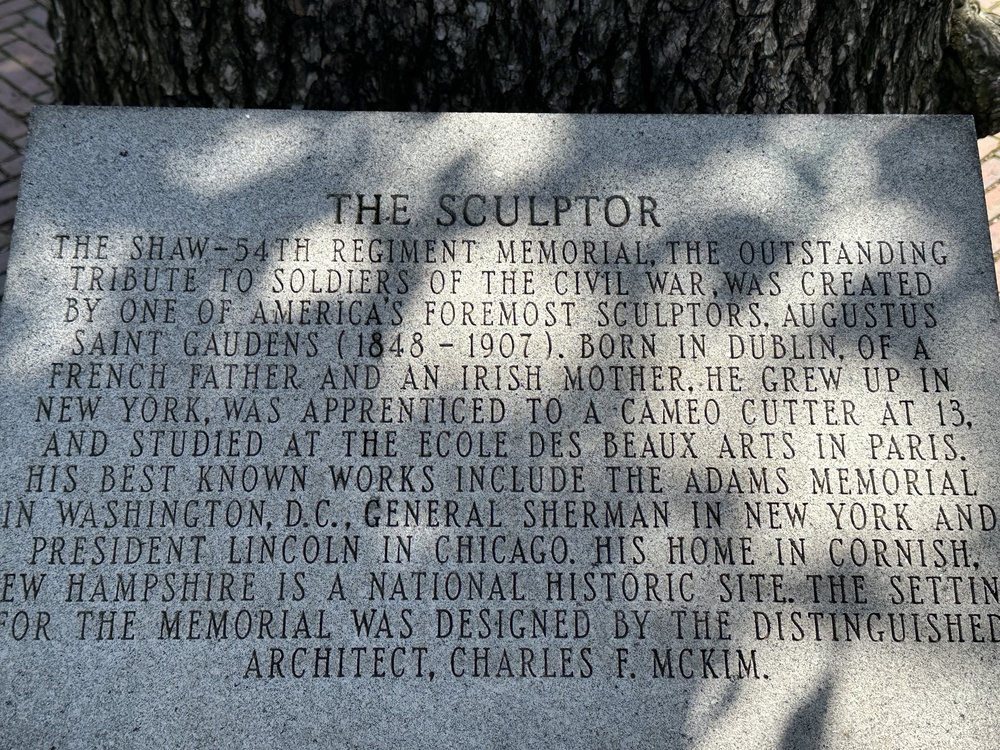 THE SCULPTOR
THE SHAW-54TH REGIMENT MEMORIAL, THE OUTSTANDING
TRIBUTE TO SOLDIERS OF THE CIVIL WAR, WAS CREATED
BY ONE OF AMERICA'S FOREMOST SCULPTORS, AUGUSTUS
SAINT GAUDENS (1848 - 1907). BORN IN DUBLIN, OF A
FRENCH FATHER AND AN IRISH MOTHER, HE GREW UP IN
NEW YORK, WAS APPRENTICED TO A CAMEO CUTTER AT 13,
AND STUDIED AT THE ECOLE DES BEAUX ARTS IN PARIS.
HIS BEST KNOWN WORKS INCLUDE THE ADAMS MEMORIAL
IN WASHINGTON, D.C., GENERAL SHERMAN IN NEW YORK AND
PRESIDENT LINCOLN IN CHICAGO. HIS HOME IN CORNISH,
EW HAMPSHIRE IS A NATIONAL HISTORIC SITE. THE SETTIN
FOR THE MEMORIAL WAS DESIGNED BY THE DISTINGUISHED
ARCHITECT, CHARLES F. MCKIM.